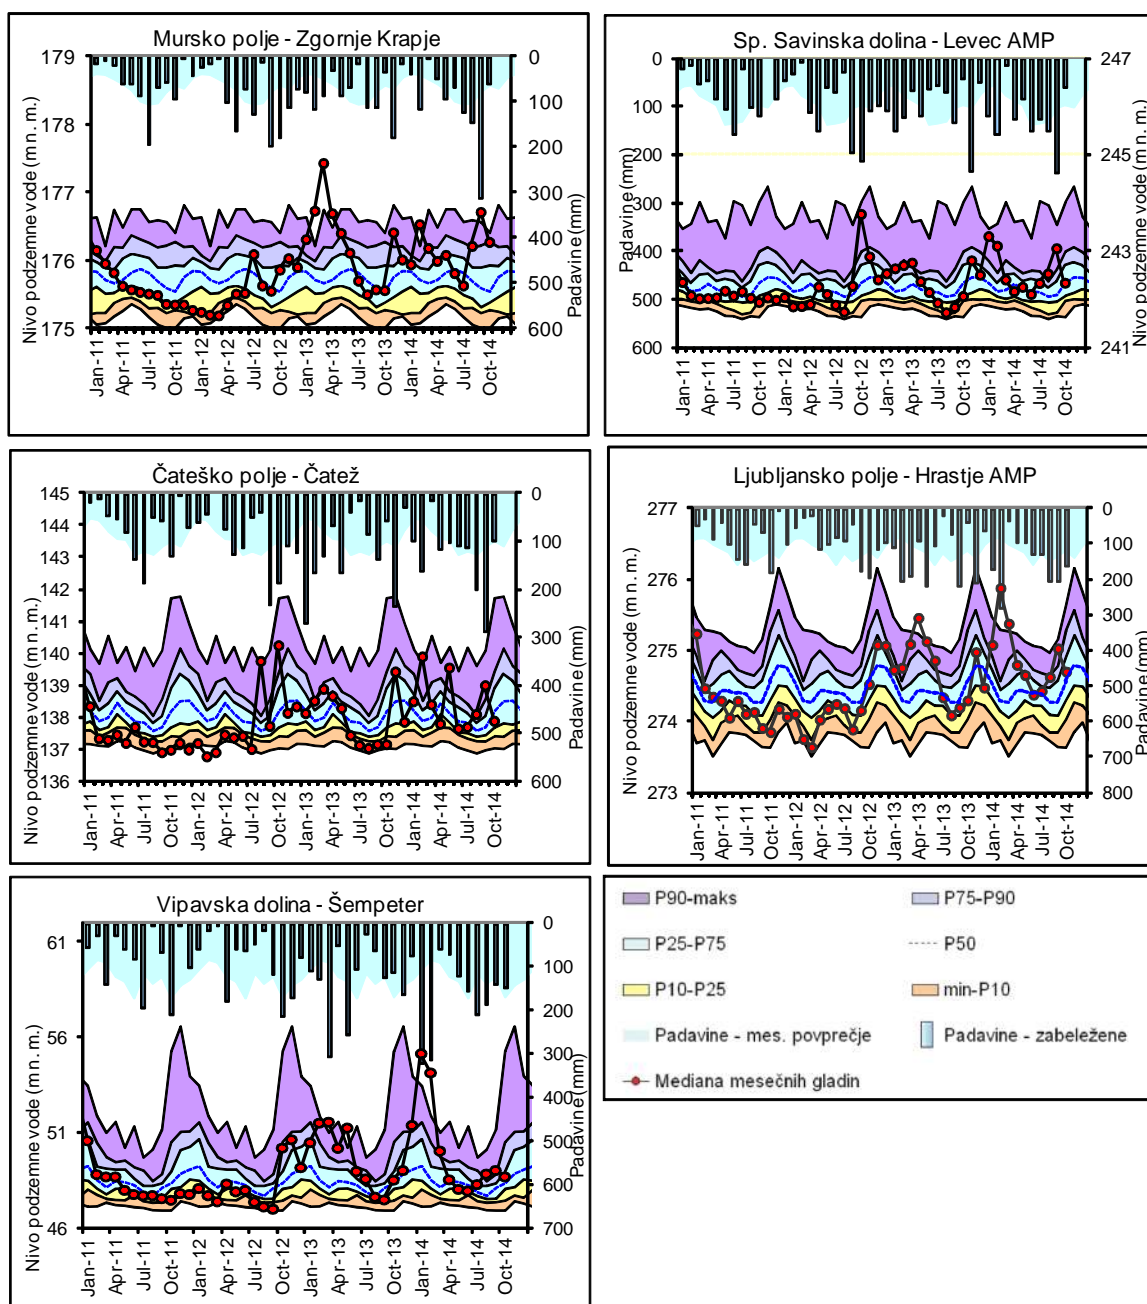 Mursko polje - Zgornje Krapje
Nivo podzemne vode (m n. m.)
179
178
177
176
175
0
100
200
300
400
500
600
Padavine (mm)
Jan-11
Apr-11
Jul-11
Oct-11
Jan-12
Apr-12
Jul-12
Oct-12
Jan-13
Apr-13
Jul-13
Oct-13
Jan-14
Apr-14
Jul-14
Oct-14
Sp. Savinska dolina - Levec AMP
Padavine (mm)
0
100
200
300
400
500
600
247
245
243
241
Nivo podzemne vode (m n. m.)
Jan-11
Apr-11
Jul-11
Oct-11
Jan-12
Apr-12
Jul-12
Oct-12
Jan-13
Apr-13
Jul-13
Oct-13
Jan-14
Apr-14
Jul-14
Oct-14
Čateško polje - Čatež
Nivo podzemne vode (m n. m.)
145
144
143
142
141
140
139
138
137
136
0
100
200
300
400
500
600
Padavine (mm)
Jan-11
Apr-11
Jul-11
Oct-11
Jan-12
Apr-12
Jul-12
Oct-12
Jan-13
Apr-13
Jul-13
Oct-13
Jan-14
Apr-14
Jul-14
Oct-14
Ljubljansko polje - Hrastje AMP
Nivo podzemne vode (m n. m.)
277
276
275
274
273
0
100
200
300
400
500
600
700
800
Padavine (mm)
Jan-11
Apr-11
Jul-11
Oct-11
Jan-12
Apr-12
Jul-12
Oct-12
Jan-13
Apr-13
Jul-13
Oct-13
Jan-14
Apr-14
Jul-14
Oct-14
Vipavska dolina - Šempeter
Nivo podzemne vode (m n. m.)
61
56
51
46
0
100
200
300
400
500
600
700
Padavine (mm)
Jan-11
Apr-11
Jul-11
Oct-11
Jan-12
Apr-12
Jul-12
Oct-12
Jan-13
Apr-13
Jul-13
Oct-13
Jan-14
Apr-14
Jul-14
Oct-14
P90-maks
P75-P90
P25-P75
P50
P10-P25
min-P10
Padavine - mes. povprečje
Padavine - zabeležene
Mediana mesečnih gladin